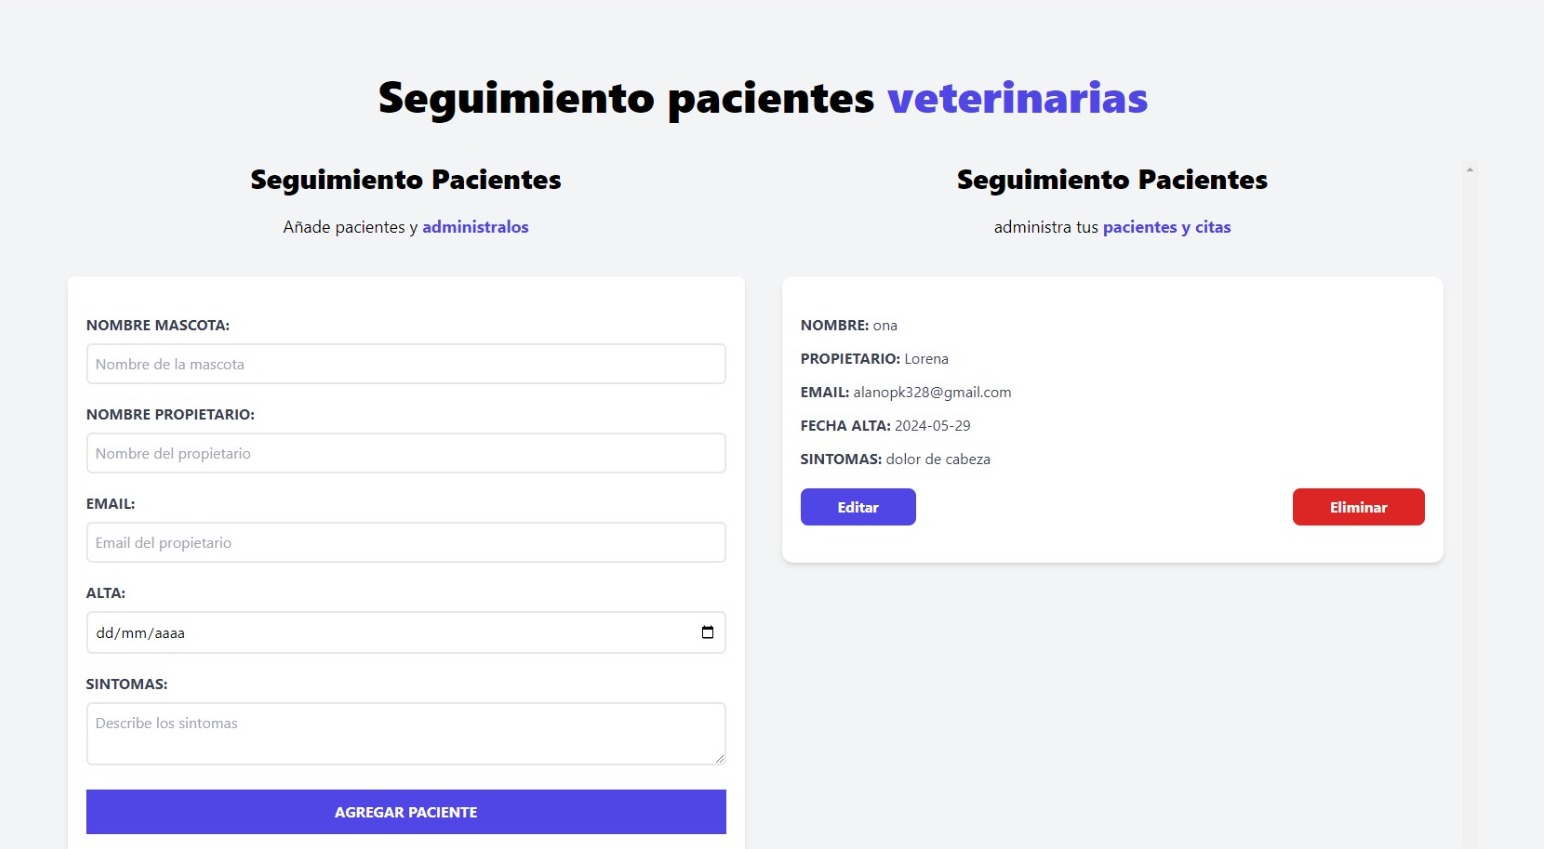 Seguimiento pacientes veterinarias
Seguimiento Pacientes
Añade pacientes y administralos
NOMBRE MASCOTA:
Nombre de la mascota
NOMBRE PROPIETARIO:
Nombre del propietario
EMAIL:
Email del propietario
ALTA:
dd/mm/aaaa
SINTOMAS:
Describe los sintomas
AGREGAR PACIENTE
Seguimiento Pacientes
administra tus pacientes y citas
NOMBRE: ona
PROPIETARIO: Lorena
EMAIL: alanopk328@gmail.com
FECHA ALTA: 2024-05-29
SINTOMAS: dolor de cabeza
Editar
Eliminar